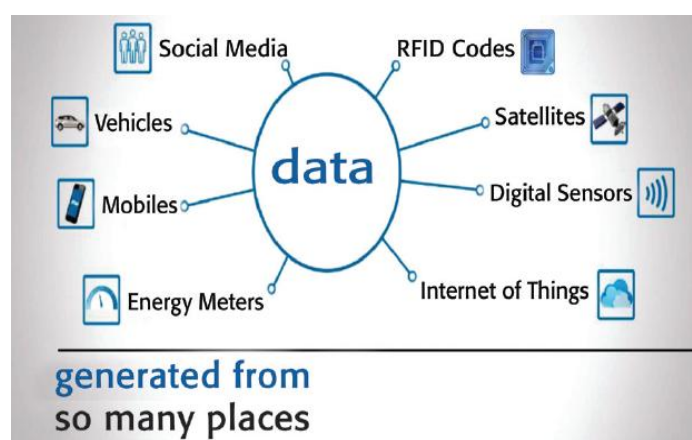 Social Media
RFID Codes
Vehicles
Satellites
data
Mobiles
Digital Sensors
Energy Meters
Internet of Things
generated from
so many places